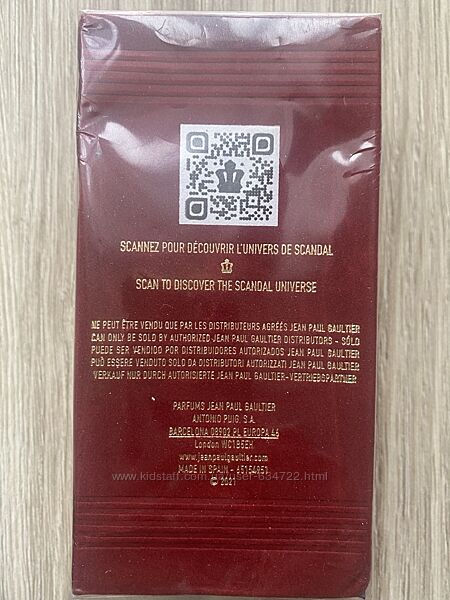 SCANNEZ POUR DÉCOUVRIR L'UNIVERS DE SCANDAL
SCAN TO DISCOVER THE SCANDAL UNIVERSE
NE PEUT ÊTRE VENDU QUE PAR LES DISTRIBUTEURS AGRÉÉS JEAN PAUL GAULTIER
CAN ONLY BE SOLD BY AUTHORIZED JEAN PAUL GAULTIER DISTRIBUTORS - SÓLO
PUEDE SER VENDIDO POR DISTRIBUIDORES AUTORIZADOS JEAN PAUL GAULTIER
PUÒ ESSERE VENDUTO SOLO DA DISTRIBUTORI AUTORIZZATI JEAN PAUL GAULTIER
VERKAUF NUR DURCH AUTORISIERTE JEAN PAUL GAULTIER-VERTRIEBSPARTNER
PARFUMS JEAN PAUL GAULTIER
ANTONIO PUIG, S.A.
BARCELONA 08902 PL EUROPA 46
London WC1B5EH
www.jeanpaulgaultier.com
MADE IN SPAIN - 65154951
© 2021